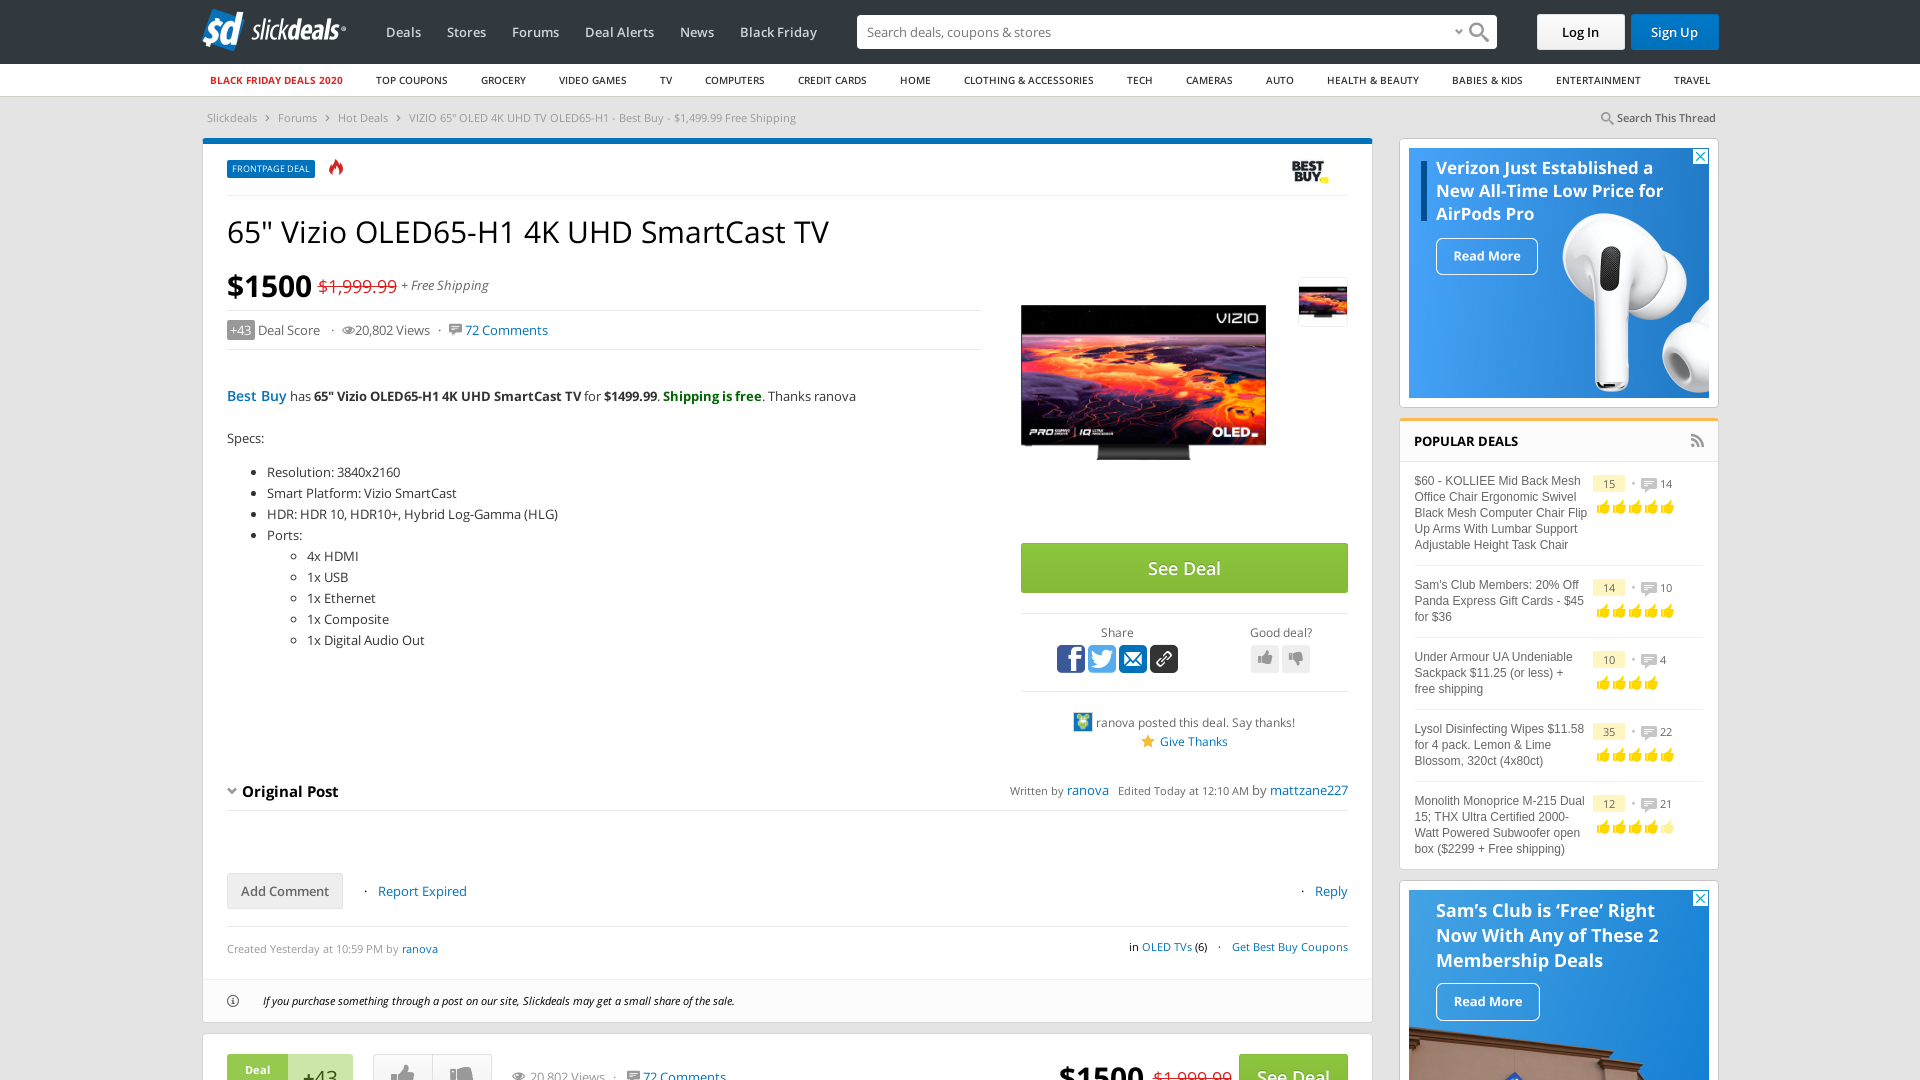 sd slickdeals
Deals Stores Forums Deal Alerts News Black Friday
Search deals, coupons & stores
Log In
Sign Up
BLACK FRIDAY DEALS 2020 TOP COUPONS GROCERY VIDEO GAMES TV COMPUTERS CREDIT CARDS HOME CLOTHING & ACCESSORIES TECH CAMERAS AUTO HEALTH & BEAUTY BABIES & KIDS ENTERTAINMENT TRAVEL
Slickdeals › Forums › Hot Deals › VIZIO 65" OLED 4K UHD TV OLED65-H1 - Best Buy - $1,499.99 Free Shipping
Search This Thread
FRONTPAGE DEAL
BEST BUY
65" Vizio OLED65-H1 4K UHD SmartCast TV
$1500 $1,999.99 + Free Shipping
+43 Deal Score · 20,802 Views · 72 Comments
Best Buy has 65" Vizio OLED65-H1 4K UHD SmartCast TV for $1499.99. Shipping is free. Thanks ranova
Specs:
• Resolution: 3840x2160
• Smart Platform: Vizio SmartCast
• HDR: HDR 10, HDR10+, Hybrid Log-Gamma (HLG)
• Ports:
4x HDMI
1x USB
1x Ethernet
1x Composite
1x Digital Audio Out
VIZIO
OLED
See Deal
Share
Good deal?
ranova posted this deal. Say thanks!
Give Thanks
Original Post
Written by ranova Edited Today at 12:10 AM by mattzane227
Add Comment · Report Expired
· Reply
Created Yesterday at 10:59 PM by ranova
in OLED TVs (6) · Get Best Buy Coupons
If you purchase something through a post on our site, Slickdeals may get a small share of the sale.
Deal
+43
20,802 Views · 72 Comments
$1500 $1,999.99
See Deal
Verizon Just Established a
New All-Time Low Price for
AirPods Pro
Read More
POPULAR DEALS
$60 - KOLLIEE Mid Back Mesh
Office Chair Ergonomic Swivel
Black Mesh Computer Chair Flip
Up Arms With Lumbar Support
Adjustable Height Task Chair
15 • 14
Sam's Club Members: 20% Off
Panda Express Gift Cards - $45
for $36
14 • 10
Under Armour UA Undeniable
Sackpack $11.25 (or less) +
free shipping
10 • 4
Lysol Disinfecting Wipes $11.58
for 4 pack. Lemon & Lime
Blossom, 320ct (4x80ct)
35 • 22
Monolith Monoprice M-215 Dual
15; THX Ultra Certified 2000-
Watt Powered Subwoofer open
box ($2299 + Free shipping)
12 • 21
Sam's Club is 'Free' Right
Now With Any of These 2
Membership Deals
Read More